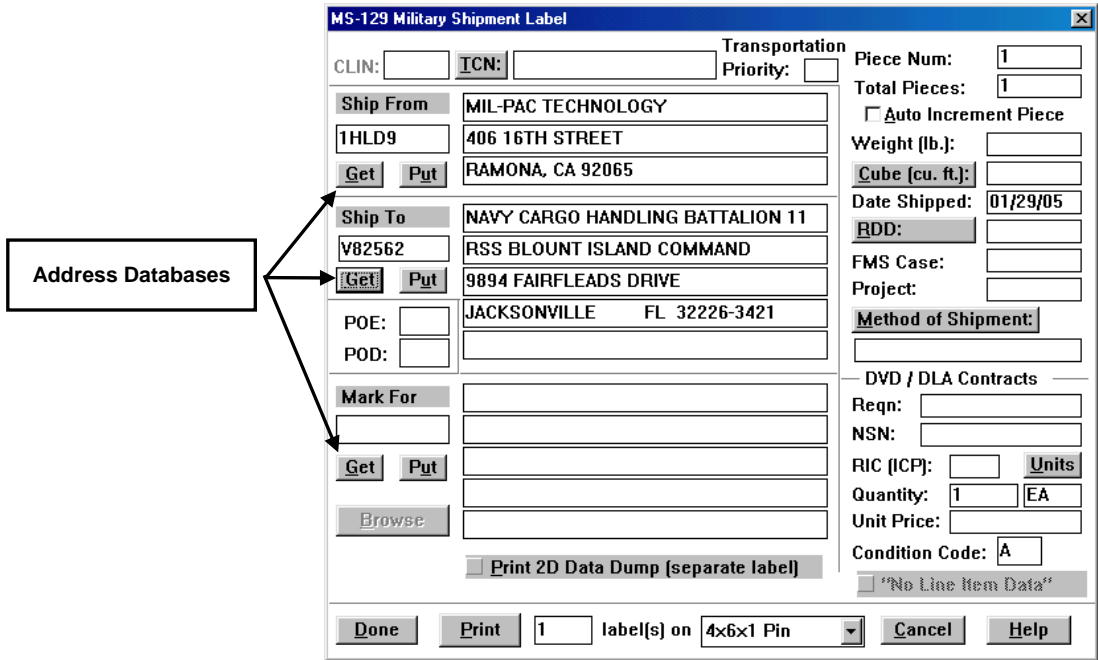 MS-129 Military Shipment Label
CLIN:
TCN:
Transportation
Priority:
Ship From
1HLD9
Get Put
MIL-PAC TECHNOLOGY
406 16TH STREET
RAMONA, CA 92065
Address Databases
Ship To
V82562
Get Put
POE:
POD:
NAVY CARGO HANDLING BATTALION 11
RSS BLOUNT ISLAND COMMAND
9894 FAIRFLEADS DRIVE
JACKSONVILLE FL 32226-3421
Mark For
Get Put
Browse
Print 2D Data Dump (separate label)
Piece Num: 1
Total Pieces: 1
Auto Increment Piece
Weight (lb.):
Cube (cu. ft.):
Date Shipped: 01/29/05
RDD:
FMS Case:
Project:
Method of Shipment:
DVD / DLA Contracts
Reqn:
NSN:
RIC (ICP): Units
Quantity: 1 EA
Unit Price:
Condition Code: A
"No Line Item Data"
Done Print 1 label(s) on 4x6x1 Pin Cancel Help